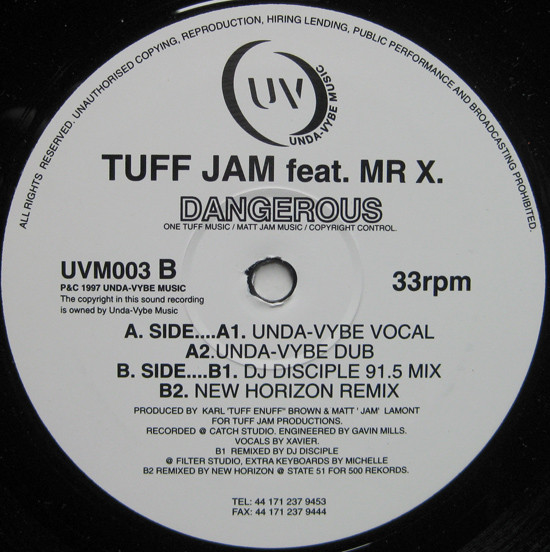 ALL RIGHTS RESERVED. UNAUTHORISED COPYING, REPRODUCTION, HIRING LENDING, PUBLIC PERFORMANCE AND BROADCASTING PROHIBITED.
UV
UNDA-VYBE MUSIC
TUFF JAM feat. MR X.
DANGEROUS
ONE TUFF MUSIC / MATT JAM MUSIC / COPYRIGHT CONTROL.
UVM003 B
33rpm
P&C 1997 UNDA-VYBE MUSIC
The copyright in this sound recording
is owned by Unda-Vybe Music
A. SIDE....A1. UNDA-VYBE VOCAL
A2.UNDA-VYBE DUB
B. SIDE....B1. DJ DISCIPLE 91.5 MIX
B2. NEW HORIZON REMIX
PRODUCED BY KARL 'TUFF ENUFF" BROWN & MATT 'JAM' LAMONT
FOR TUFF JAM PRODUCTIONS.
RECORDED @ CATCH STUDIO. ENGINEERED BY GAVIN MILLS.
VOCALS BY XAVIER.
B1 REMIXED BY DJ DISCIPLE
@ FILTER STUDIO, EXTRA KEYBOARDS BY MICHELLE
B2 REMIXED BY NEW HORIZON @ STATE 51 FOR 500 REKORDS.
TEL: 44 171 237 9453
FAX: 44 171 237 9444